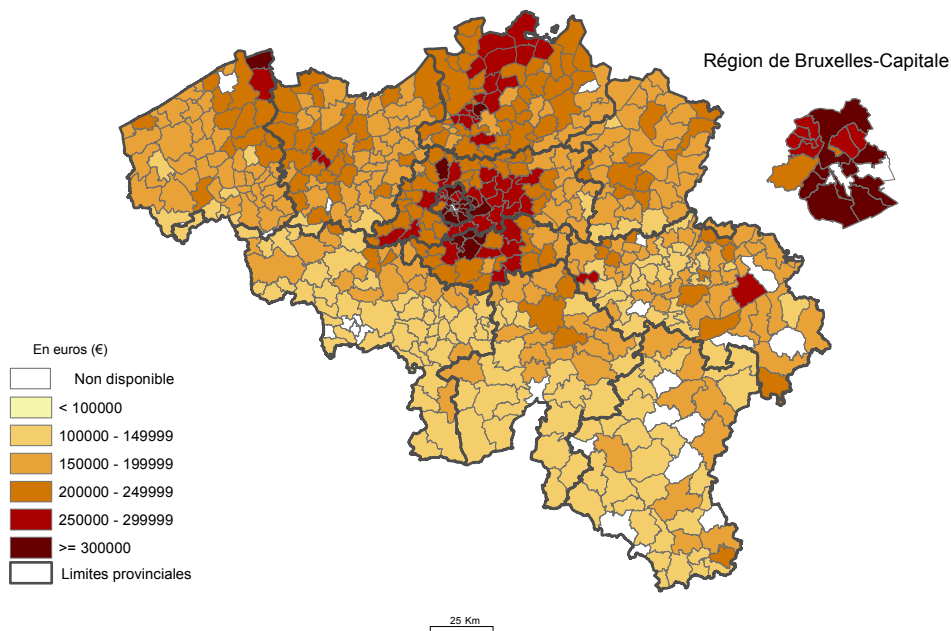 Région de Bruxelles-Capitale
En euros (€)
Non disponible
< 100000
100000 - 149999
150000 - 199999
200000 - 249999
250000 - 299999
>= 300000
Limites provinciales
25 Km